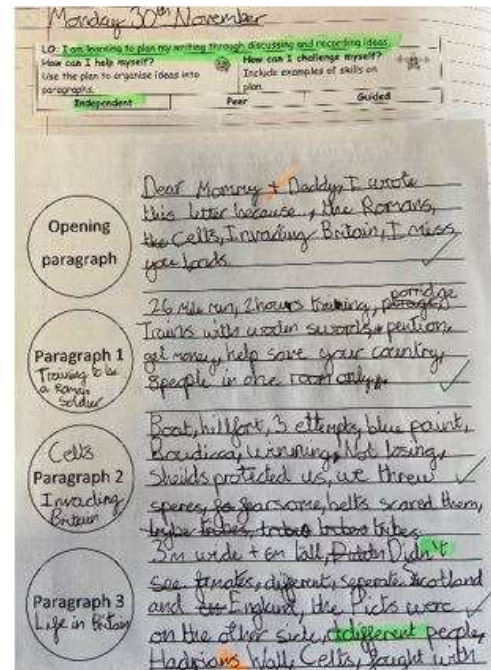 Monday 30th November
LO: I am learning to plan my writing through discussing and recording ideas.
How can I help myself?
Use the plan to organise ideas into
paragraphs.
How can I challenge myself?
Include examples of skills on
plan.
Independent Peer Guided
Opening
paragraph
Dear Mommy + Daddy, I wrote
this letter because, the Romans,
the Celts, Invading Britain, I miss
you loads.
Paragraph 1
Training to be
a Roman
Soldier
porridge
26 mile run, 2 hours training,
Trains with wooden swords, pention,
get money, help save your country,
8 people in one room only,
Celts
Paragraph 2
Invading
Britain
Boat, hillfort, 3 ettempts, blue paint,
Boudicca, winning, Not losing,
Sheilds protected us, we threw
speres, fearsome, belts scared them,
tribe tribes, tribes
Paragraph 3
Life in Britain
3m wide + 6m tall, Didn't
see, different, seperate Scotland
and England, the Picts were
on the other side, different people,
Hadrians Wall, Celts, fought with